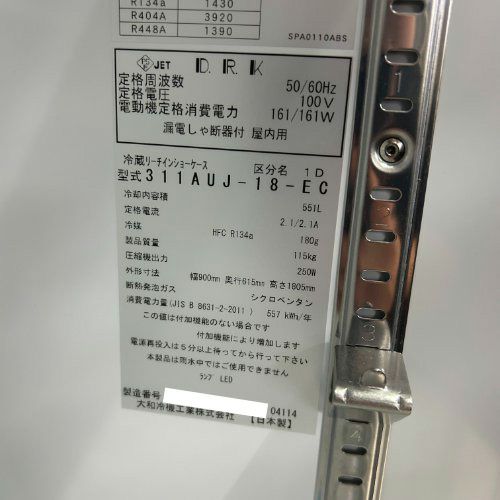 R134a 1430
R404A 3920
R448A 1390
SPA0110ABS
JET D.R.K
定格周波数 50/60Hz
定格電圧 100V
電動機定格消費電力 161/161W
漏電しゃ断器付 屋内用
冷蔵リーチインショーケース 区分名 1D
型式 311AUJ-18-EC
冷却内容積 551L
定格電流 2.1/2.1A
冷媒 HFC R134a 180g
製品質量 115kg
圧縮機出力 250W
外形寸法 幅900mm 奥行615mm 高さ1805mm
断熱発泡ガス シクロペンタン
消費電力量(JIS B 8631-2-2011) 557 kWh/年
この値は付加機能のない場合です
付加機能により増加します
電源再投入は5分以上待ってから行って下さい
本製品は雨水中ではご使用できません
ランプ LED
製造番号 04114
大和冷機工業株式会社 【日本製】
1
2
3
4